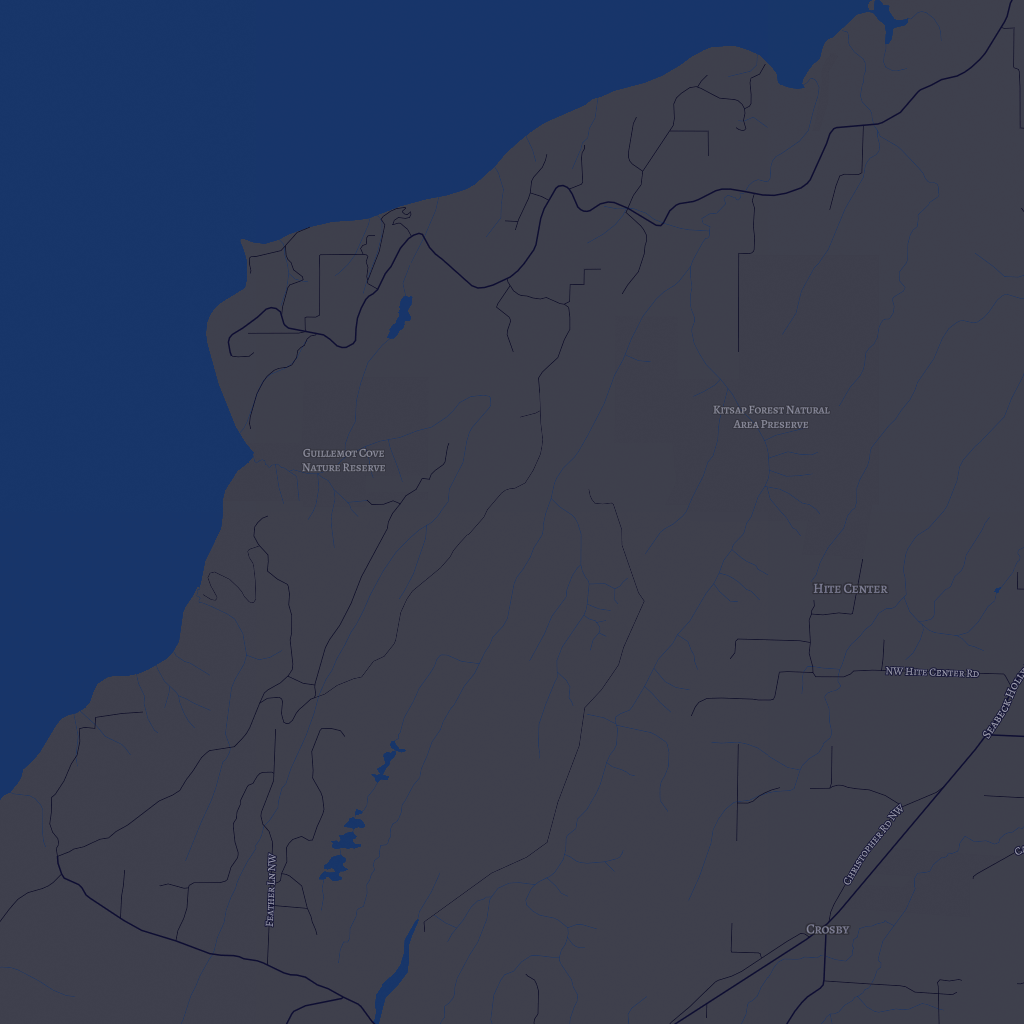 Kitsap Forest Natural
Area Preserve
Guillemot Cove
Nature Reserve
Hite Center
NW Hite Center Rd
Seabeck
Christopher Rd NW
Feather Ln NW
Crosby